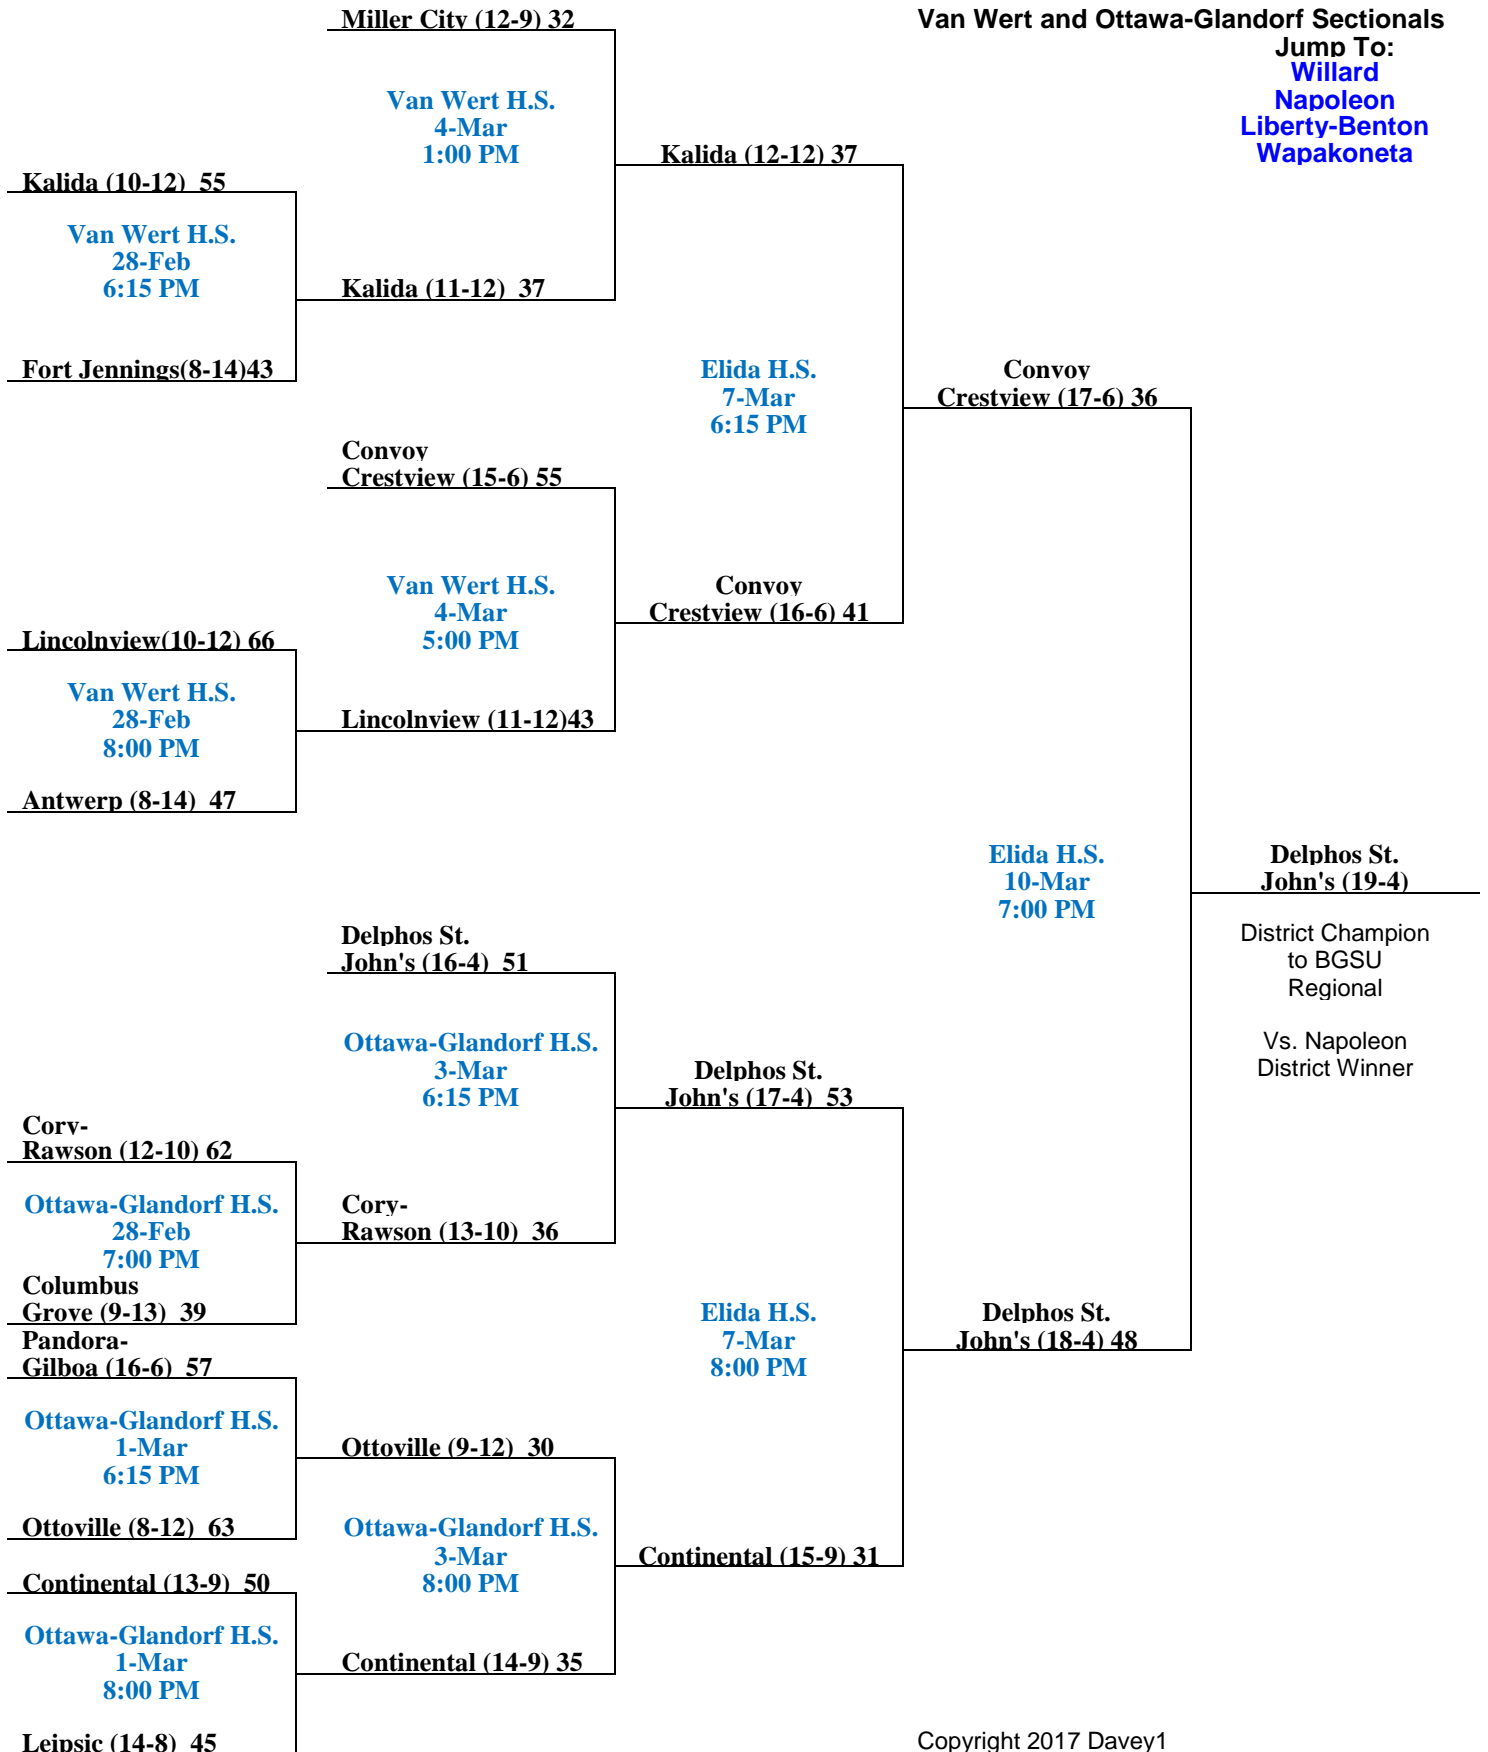 Miller City (12-9) 32
Van Wert and Ottawa-Glandorf Sectionals
Jump To:
Willard
Napoleon
Liberty-Benton
Wapakoneta
Van Wert H.S.
4-Mar
1:00 PM
Kalida (12-12) 37
Kalida (10-12)  55
Van Wert H.S.
28-Feb
6:15 PM
Kalida (11-12)  37
Fort Jennings(8-14)43
Elida H.S.
7-Mar
6:15 PM
Convoy
Crestview (17-6) 36
Convoy
Crestview (15-6) 55
Van Wert H.S.
4-Mar
5:00 PM
Convoy
Crestview (16-6) 41
Lincolnview(10-12) 66
Van Wert H.S.
28-Feb
8:00 PM
Lincolnview (11-12)43
Antwerp (8-14)  47
Elida H.S.
10-Mar
7:00 PM
Delphos St.
John's (19-4)
District Champion
to BGSU
Regional
Vs. Napoleon
District Winner
Delphos St.
John's (16-4)  51
Ottawa-Glandorf H.S.
3-Mar
6:15 PM
Delphos St.
John's (17-4)  53
Cory-
Rawson (12-10) 62
Ottawa-Glandorf H.S.
28-Feb
7:00 PM
Cory-
Rawson (13-10)  36
Columbus
Grove (9-13)  39
Elida H.S.
7-Mar
8:00 PM
Delphos St.
John's (18-4) 48
Pandora-
Gilboa (16-6)  57
Ottawa-Glandorf H.S.
1-Mar
6:15 PM
Ottoville (9-12)  30
Ottoville (8-12)  63
Ottawa-Glandorf H.S.
3-Mar
8:00 PM
Continental (15-9) 31
Continental (13-9)  50
Ottawa-Glandorf H.S.
1-Mar
8:00 PM
Continental (14-9) 35
Leipsic (14-8)  45
Copyright 2017 Davey1